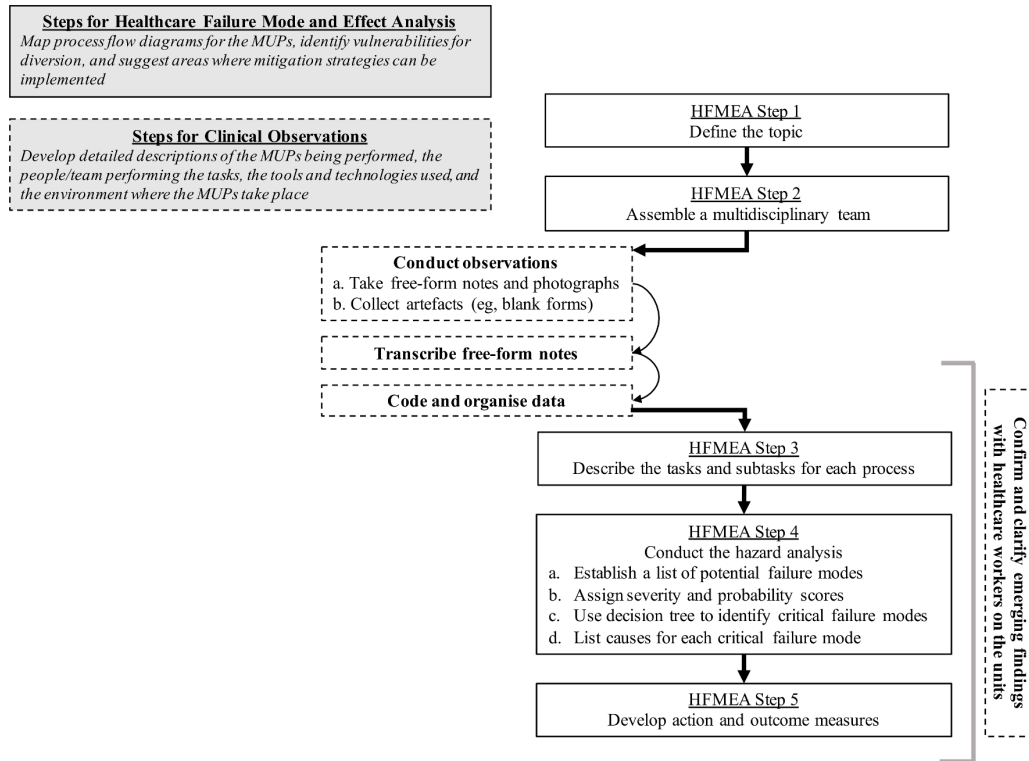 Steps for Healthcare Failure Mode and Effect Analysis
Map process flow diagrams for the MUPs, identify vulnerabilities for
diversion, and suggest areas where mitigation strategies can be
implemented
Steps for Clinical Observations
Develop detailed descriptions of the MUPs being performed, the
people/team performing the tasks, the tools and technologies used, and
the environment where the MUPs take place
HFMEA Step 1
Define the topic
HFMEA Step 2
Assemble a multidisciplinary team
Conduct observations
a. Take free-form notes and photographs
b. Collect artefacts (eg, blank forms)
Transcribe free-form notes
Code and organise data
HFMEA Step 3
Describe the tasks and subtasks for each process
HFMEA Step 4
Conduct the hazard analysis
a. Establish a list of potential failure modes
b. Assign severity and probability scores
c. Use decision tree to identify critical failure modes
d. List causes for each critical failure mode
HFMEA Step 5
Develop action and outcome measures
Confirm and clarify emerging findings
with healthcare workers on the units